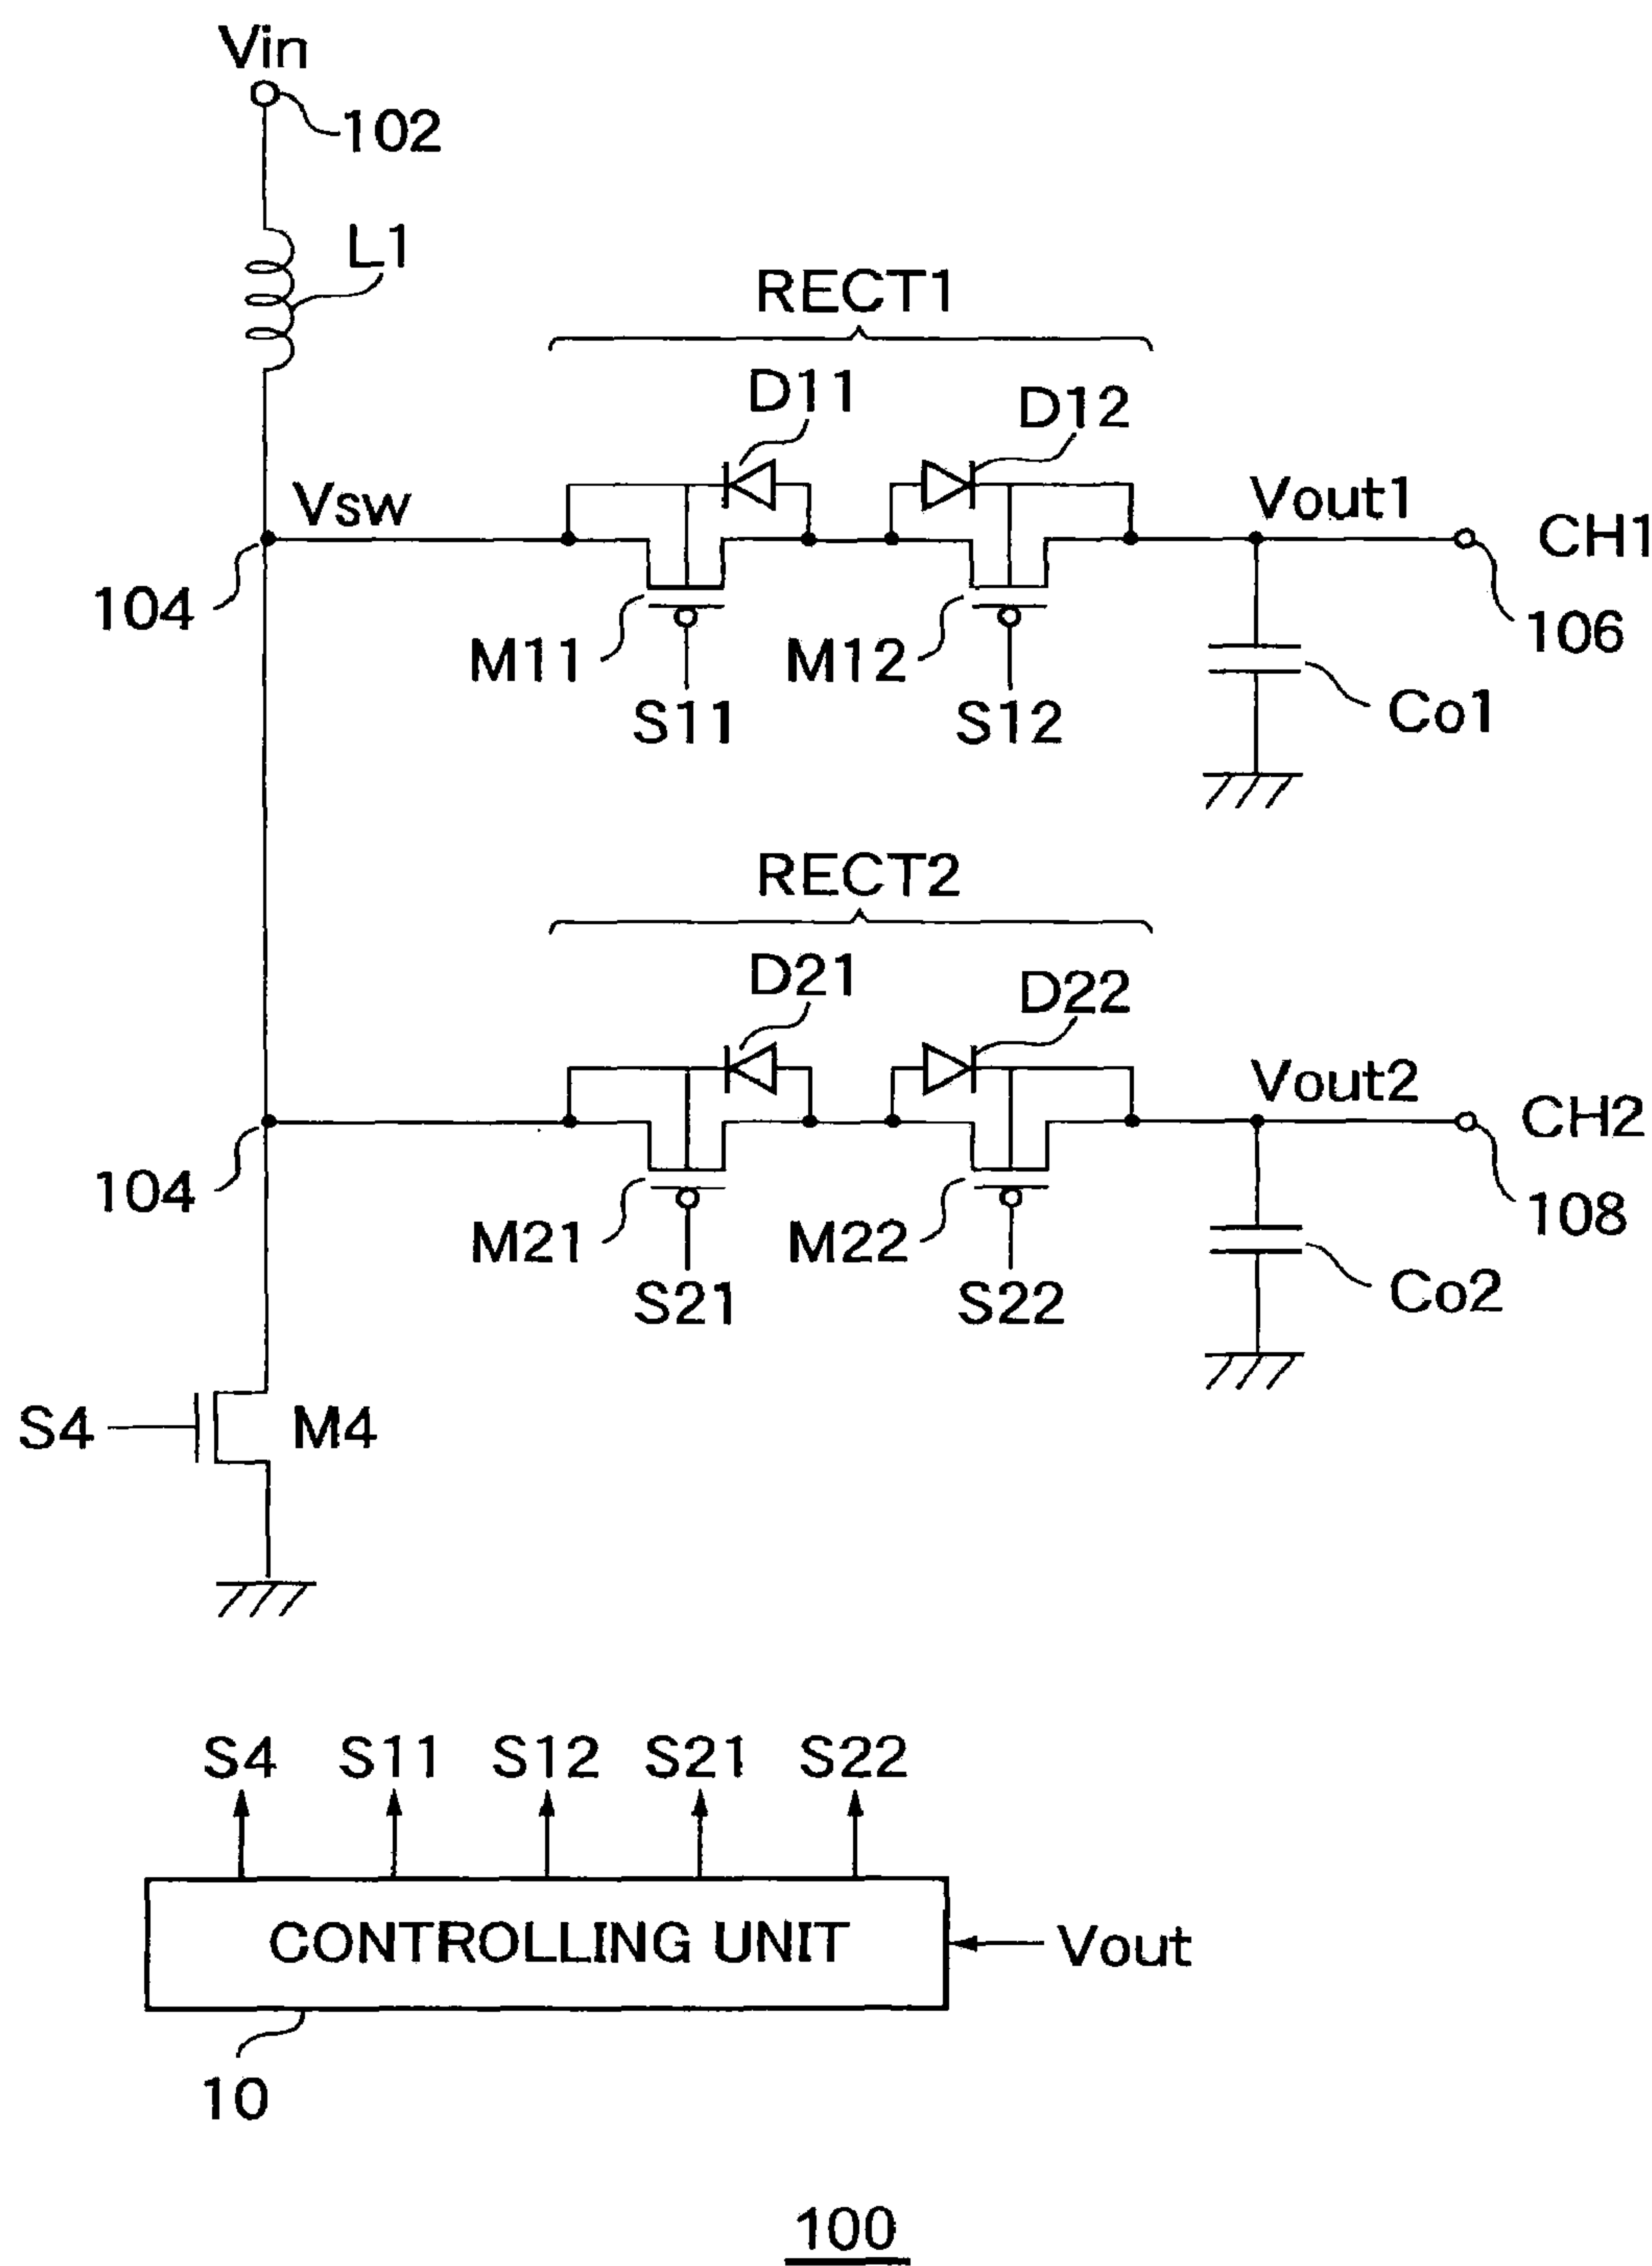 Vin
102
L1
RECT1
D11 D12
Vsw Vout1 CH1
104 106
M11 M12
S11 S12 Co1
RECT2
D21 D22
Vout2 CH2
104 108
M21 M22
S21 S22 Co2
S4 M4
S4 S11 S12 S21 S22
CONTROLLING UNIT Vout
10
100